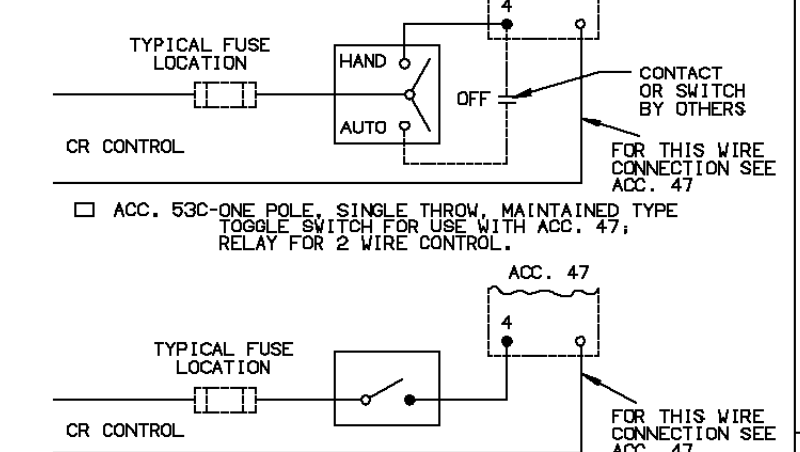 4
TYPICAL FUSE
LOCATION
HAND
OFF
CONTACT
OR SWITCH
BY OTHERS
AUTO
CR CONTROL
FOR THIS WIRE
CONNECTION SEE
ACC. 47
ACC. 53C-ONE POLE, SINGLE THROW, MAINTAINED TYPE
TOGGLE SWITCH FOR USE WITH ACC. 47;
RELAY FOR 2 WIRE CONTROL.
ACC. 47
4
TYPICAL FUSE
LOCATION
CR CONTROL
FOR THIS WIRE
CONNECTION SEE
ACC. 47